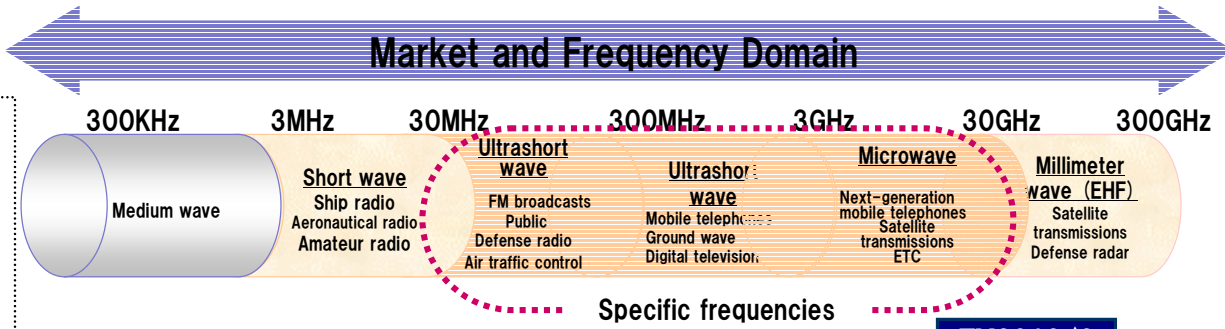 Market and Frequency Domain
300KHz 3MHz 30MHz 300MHz 3GHz 30GHz 300GHz
Medium wave
Short wave
Ship radio
Aeronautical radio
Amateur radio
Ultrashort
wave
FM broadcasts
Public
Defense radio
Air traffic control
wave
Mobile telephones
Ground wave
Digital television
Microwave
Next-generation
mobile telephones
Satellite
transmissions
ETC
Millimeter
wave (EHF)
Satellite
transmissions
Defense radar
Specific frequencies